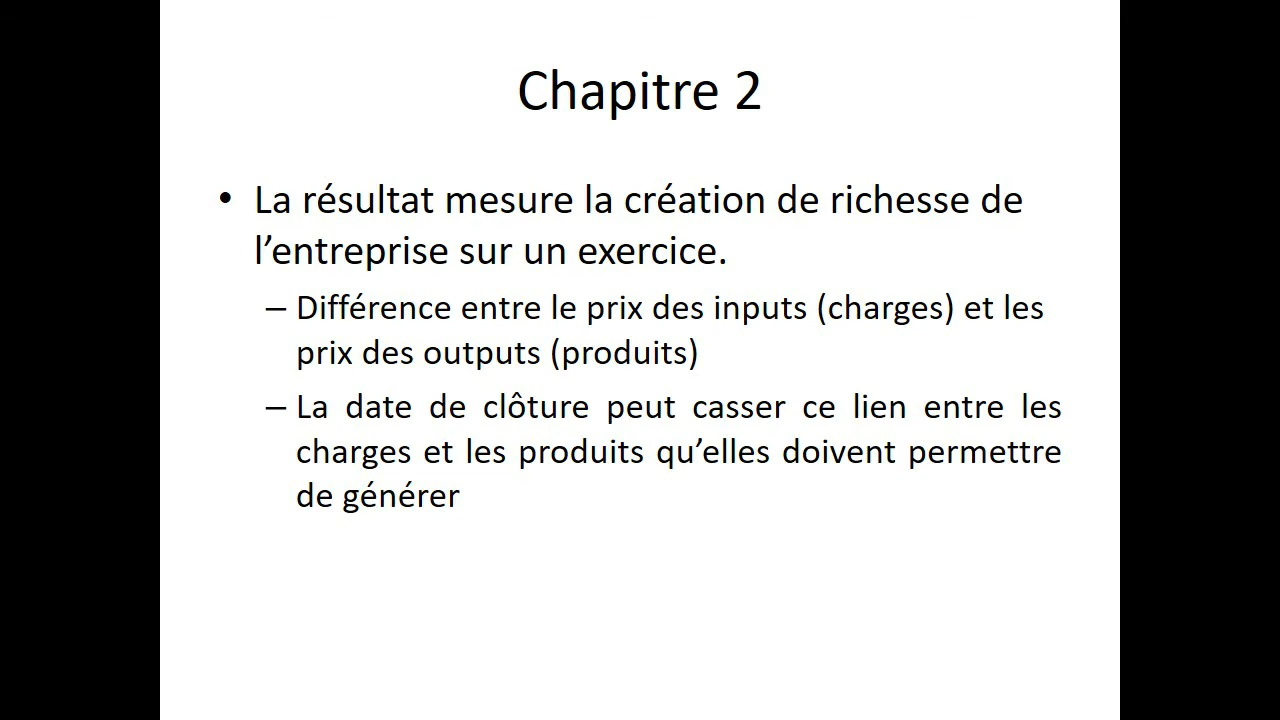 Chapitre 2
• La résultat mesure la création de richesse de
l’entreprise sur un exercice.
– Différence entre le prix des inputs (charges) et les
prix des outputs (produits)
– La date de clôture peut casser ce lien entre les
charges et les produits qu’elles doivent permettre
de générer